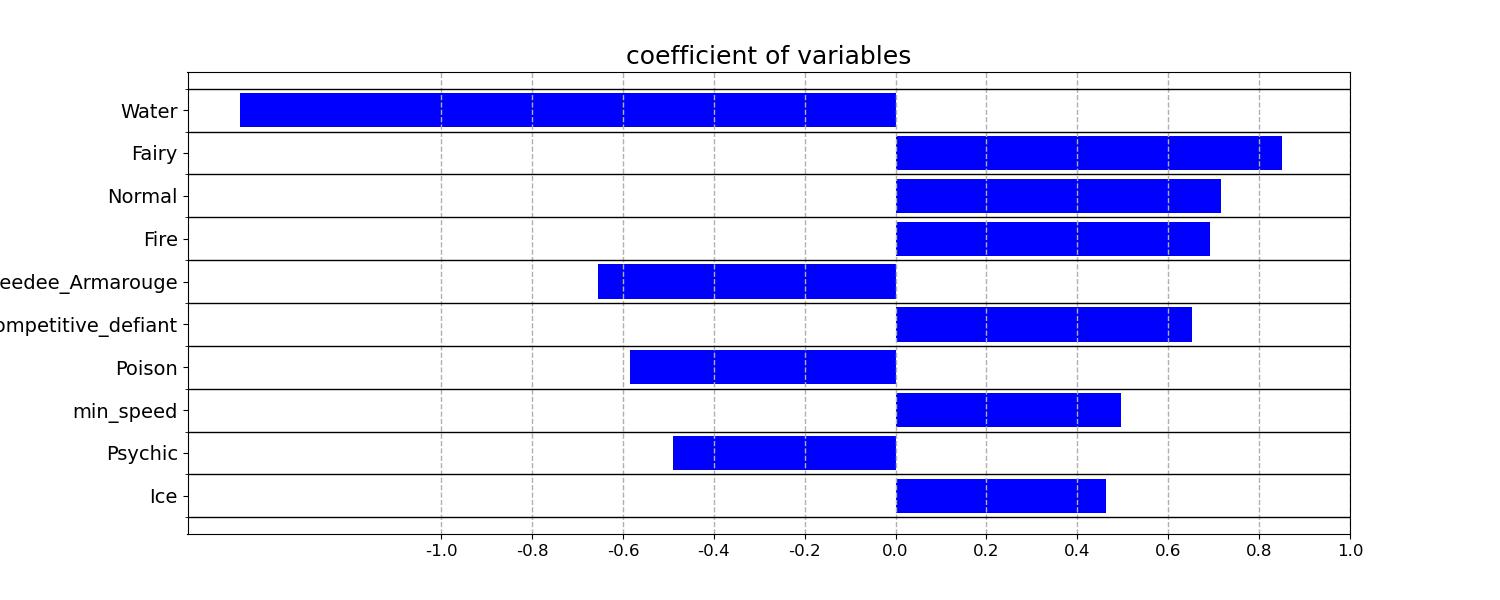 coefficient of variables
Water
Fairy
Normal
Fire
eedee_Armarouge
ompetitive_defiant
Poison
min_speed
Psychic
Ice
-1.0 -0.8 -0.6 -0.4 -0.2 0.0 0.2 0.4 0.6 0.8 1.0